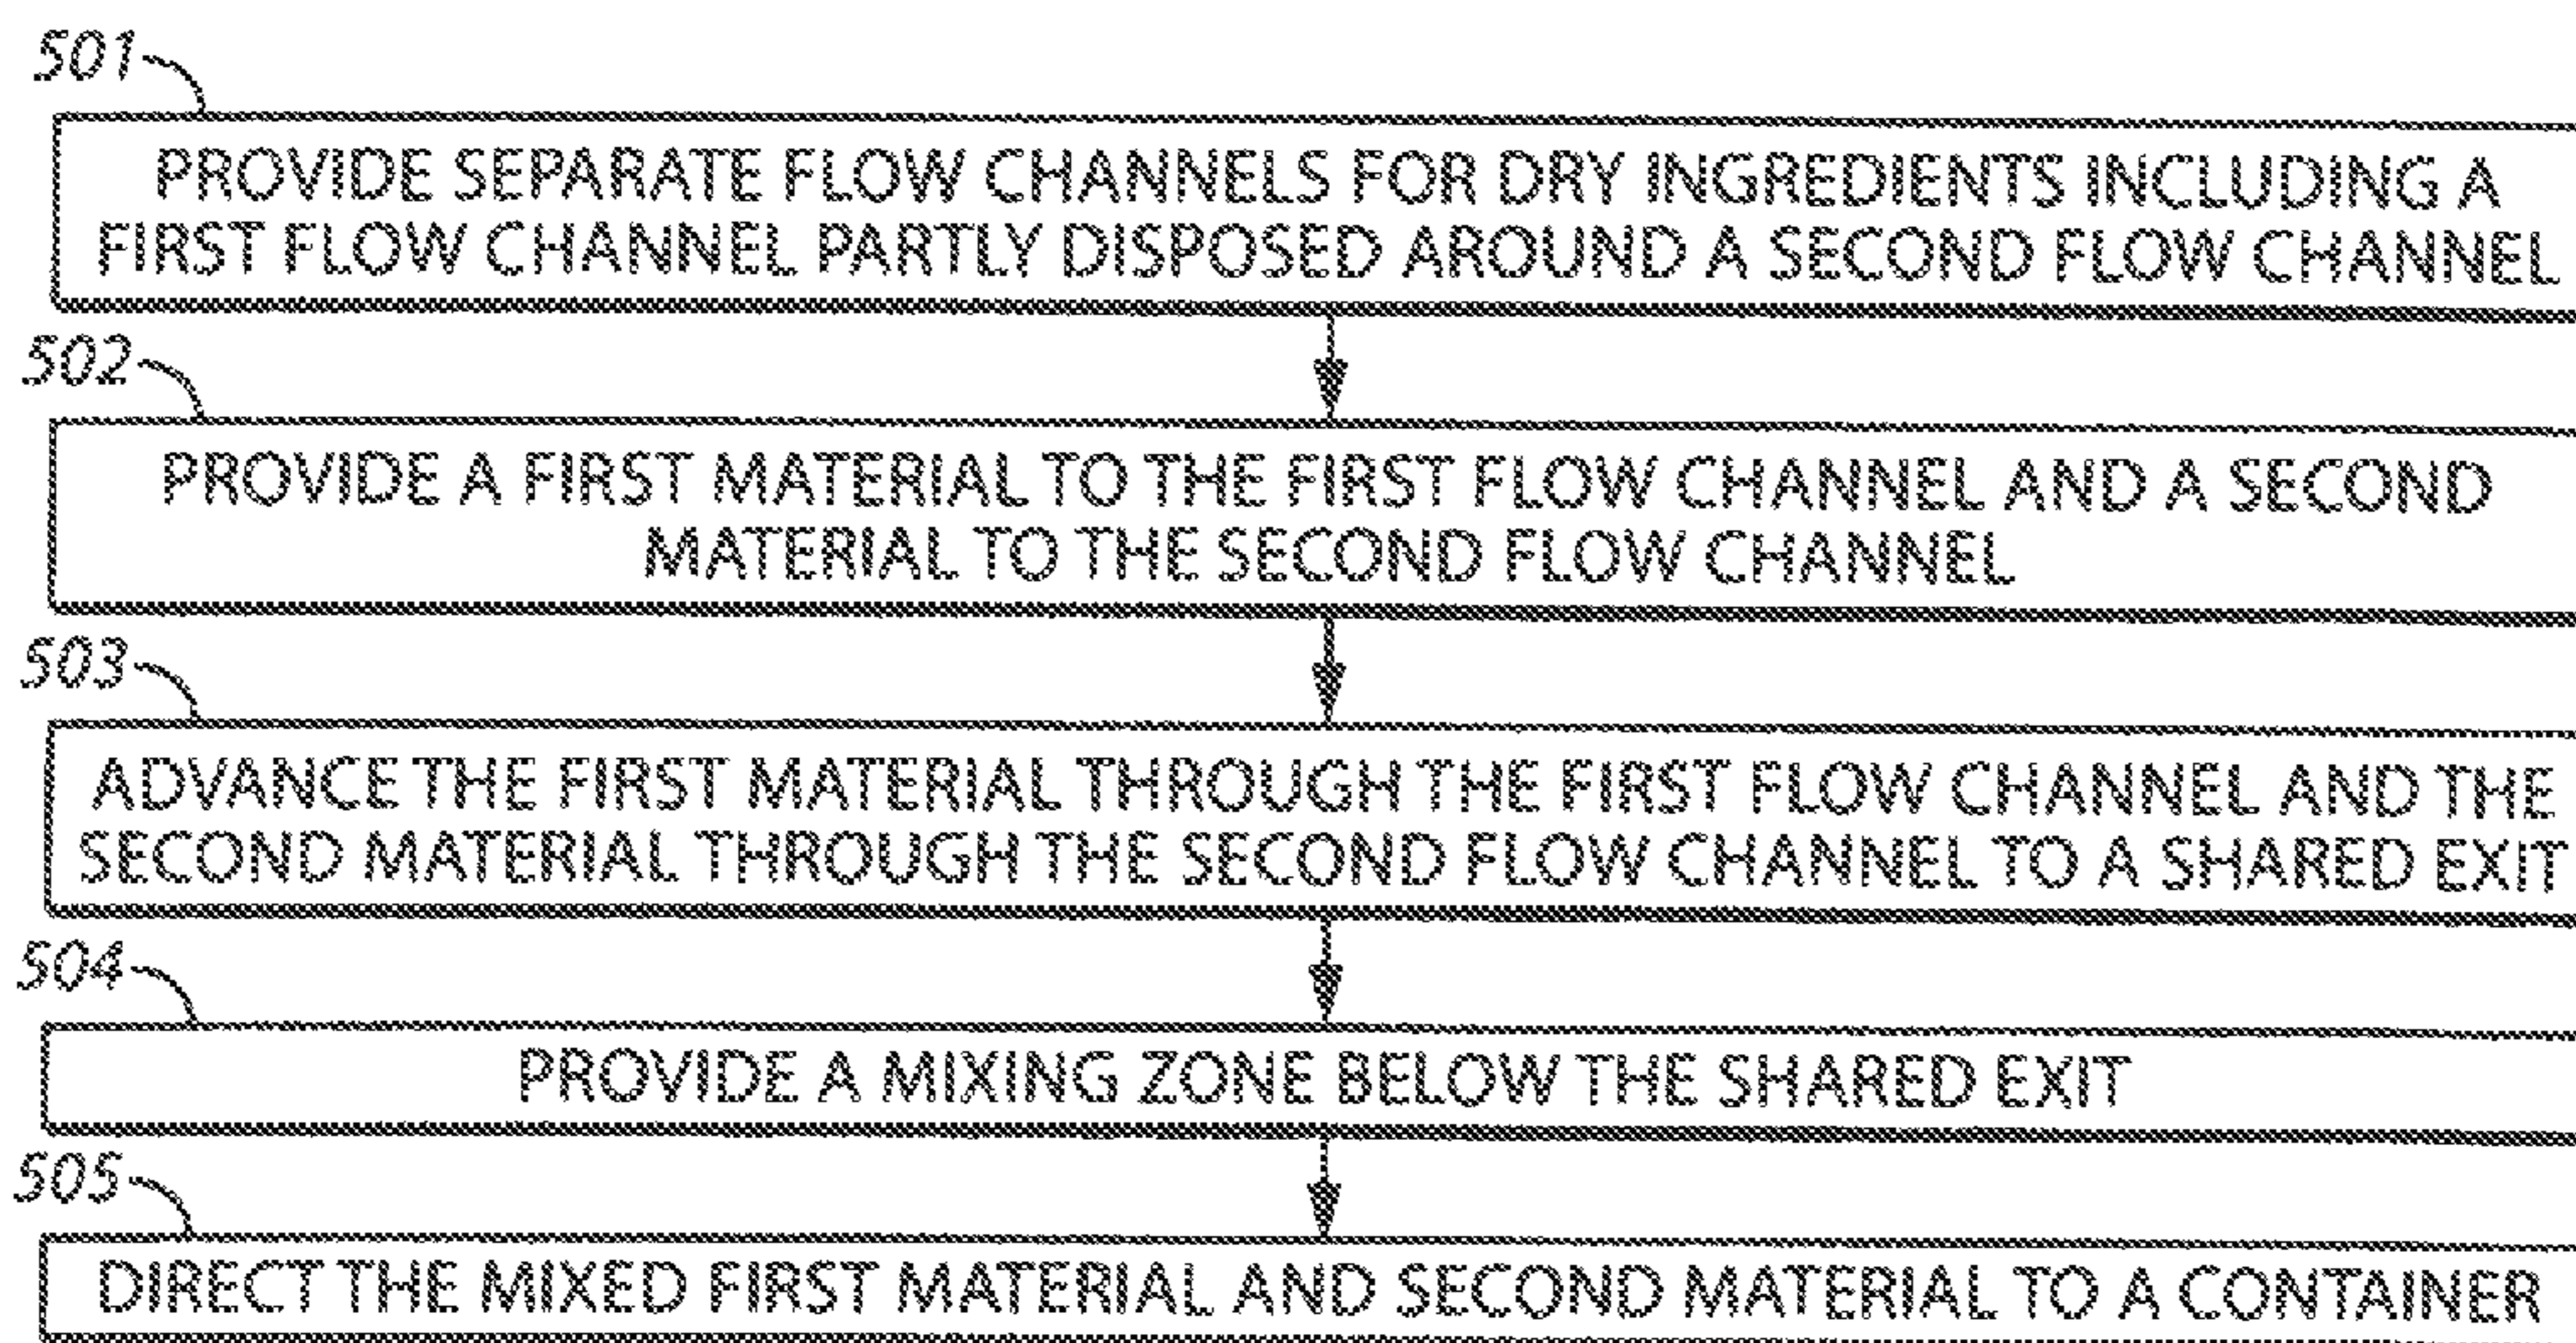 501
PROVIDE SEPARATE FLOW CHANNELS FOR DRY INGREDIENTS INCLUDING A
FIRST FLOW CHANNEL PARTLY DISPOSED AROUND A SECOND FLOW CHANNEL
502
PROVIDE A FIRST MATERIAL TO THE FIRST FLOW CHANNEL AND A SECOND
MATERIAL TO THE SECOND FLOW CHANNEL
503
ADVANCE THE FIRST MATERIAL THROUGH THE FIRST FLOW CHANNEL AND THE
SECOND MATERIAL THROUGH THE SECOND FLOW CHANNEL TO A SHARED EXIT
504
PROVIDE A MIXING ZONE BELOW THE SHARED EXIT
505
DIRECT THE MIXED FIRST MATERIAL AND SECOND MATERIAL TO A CONTAINER